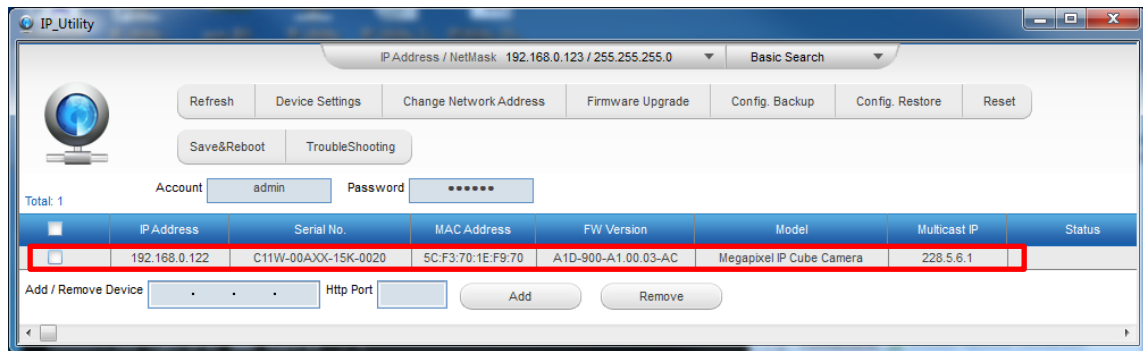 IP_Utility
IP Address / NetMask 192.168.0.123 / 255.255.255.0 Basic Search
Refresh Device Settings Change Network Address Firmware Upgrade Config. Backup Config. Restore Reset
Save&Reboot TroubleShooting
Account admin Password ●●●●●●
Total: 1
IP Address Serial No. MAC Address FW Version Model Multicast IP Status
192.168.0.122 C11W-00AXX-15K-0020 5C:F3:70:1E:F9:70 A1D-900-A1.00.03-AC Megapixel IP Cube Camera 228.5.6.1
Add / Remove Device . . . Http Port Add Remove